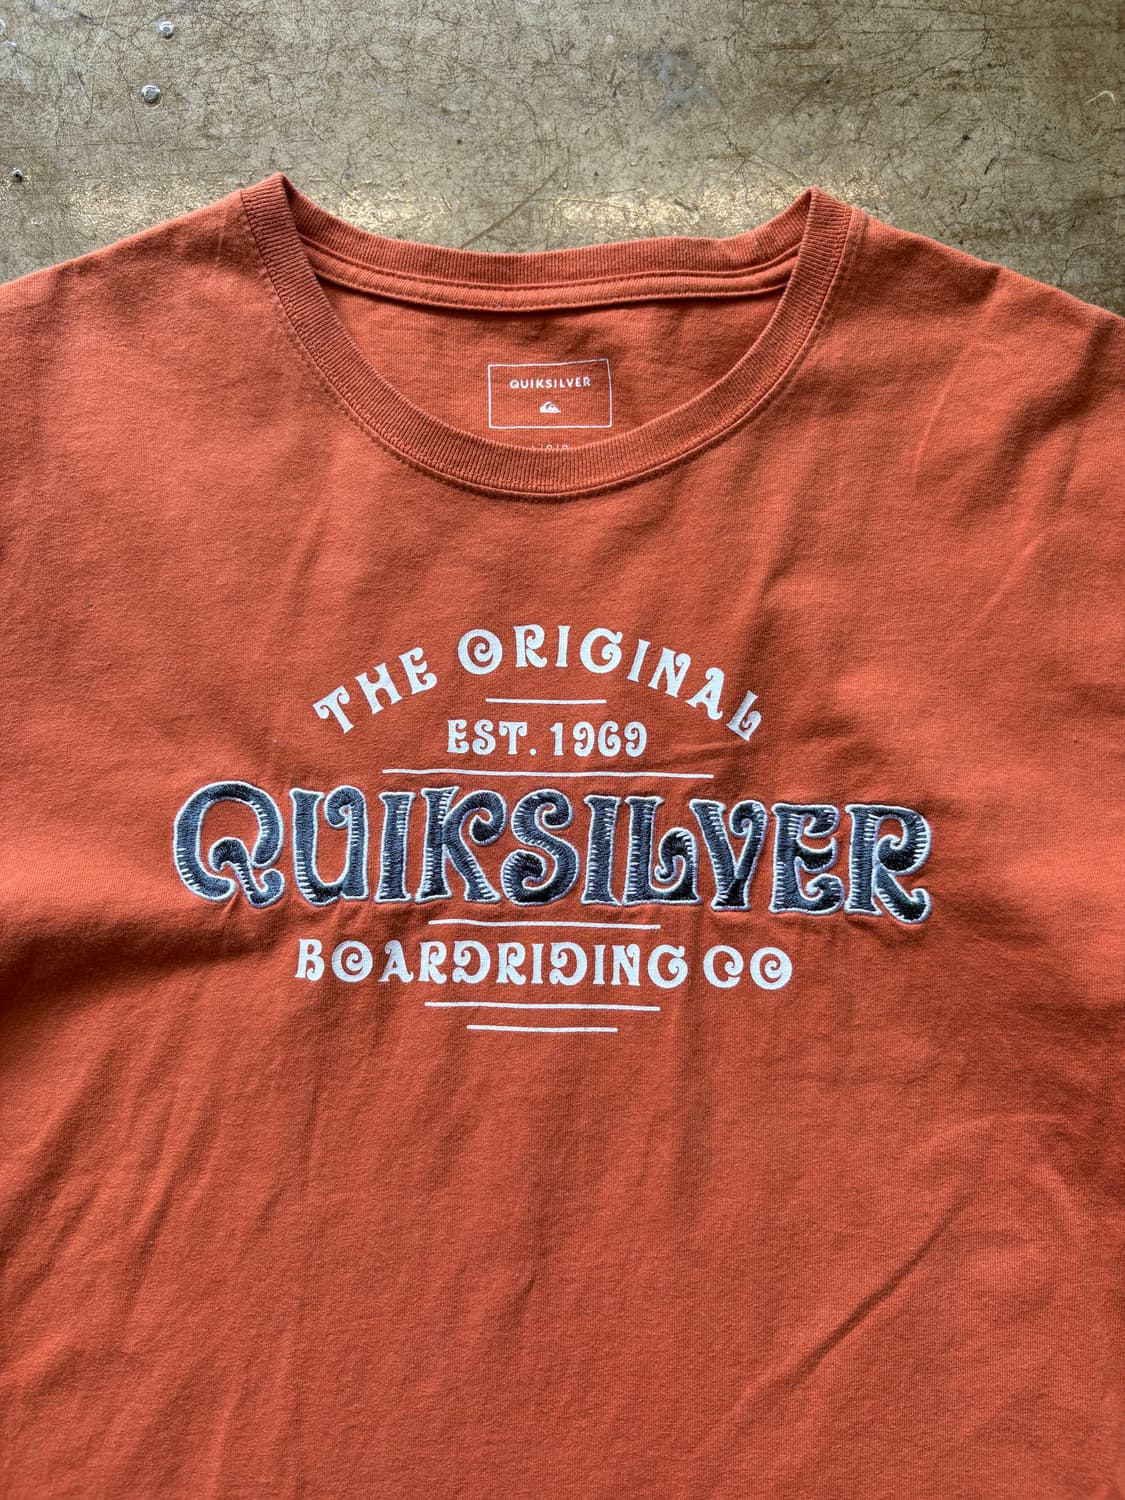 QUIKSILVER
THE ORIGINAL
EST. 1969
QUIKSILVER
BOARDRIDING CO